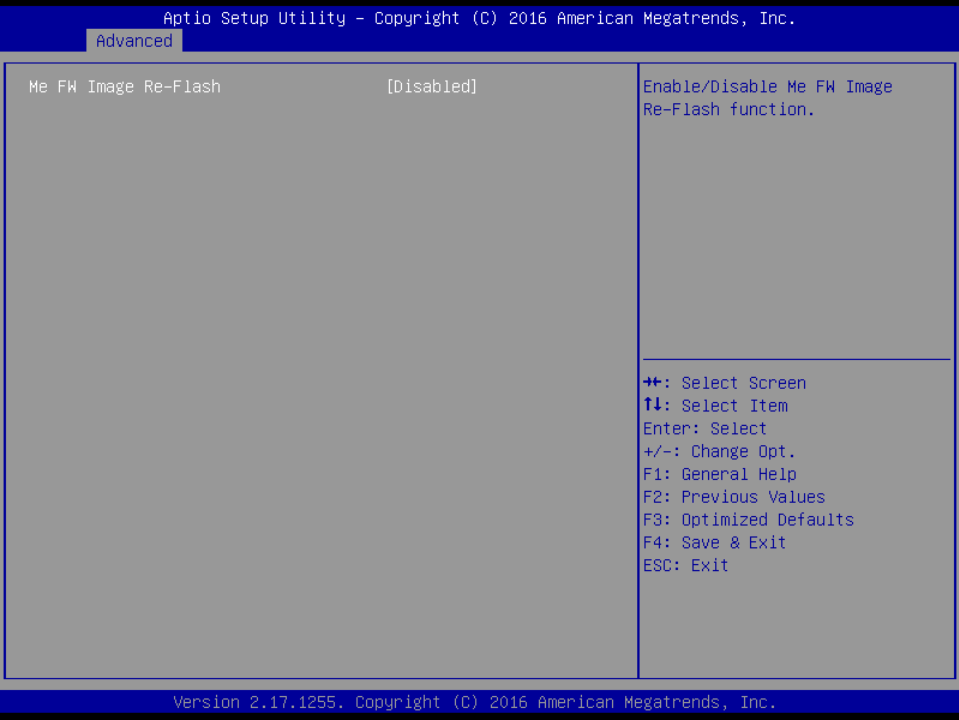 Aptio Setup Utility – Copyright (C) 2016 American Megatrends, Inc.
Advanced
Me FW Image Re-Flash [Disabled]
Enable/Disable Me FW Image
Re-Flash function.
→←: Select Screen
↑↓: Select Item
Enter: Select
+/-: Change Opt.
F1: General Help
F2: Previous Values
F3: Optimized Defaults
F4: Save & Exit
ESC: Exit
Version 2.17.1255. Copyright (C) 2016 American Megatrends, Inc.